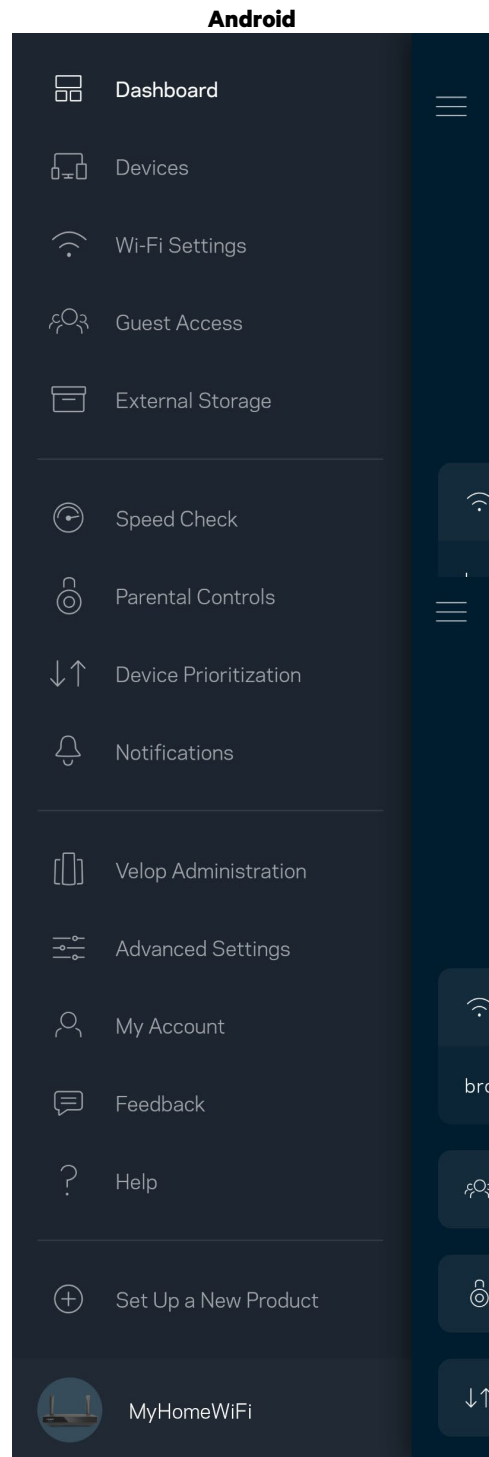 Android
Dashboard
Devices
Wi-Fi Settings
Guest Access
External Storage
Speed Check
Parental Controls
Device Prioritization
Notifications
Velop Administration
Advanced Settings
My Account
Feedback
Help
Set Up a New Product
MyHomeWiFi